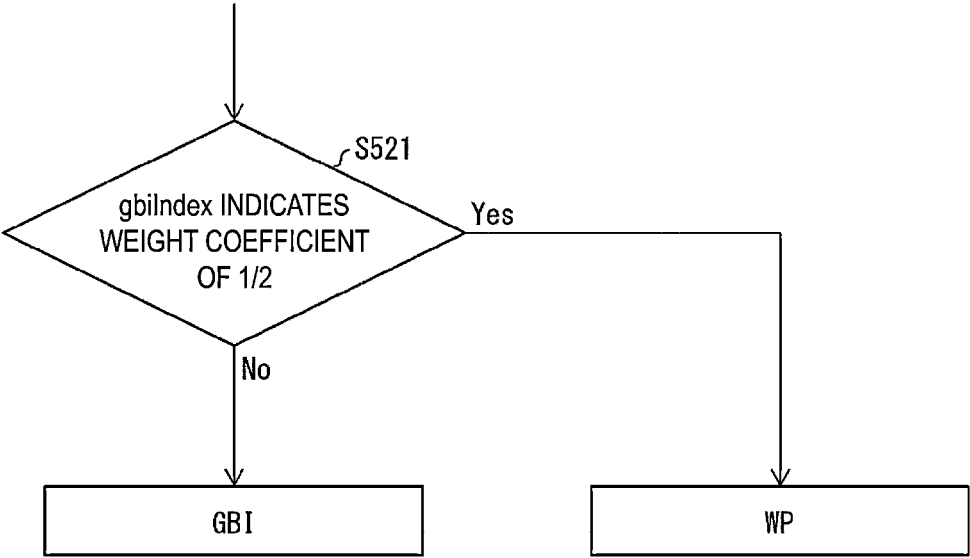 S521
gbiIndex INDICATES
WEIGHT COEFFICIENT
OF 1/2
Yes
No
GBI
WP